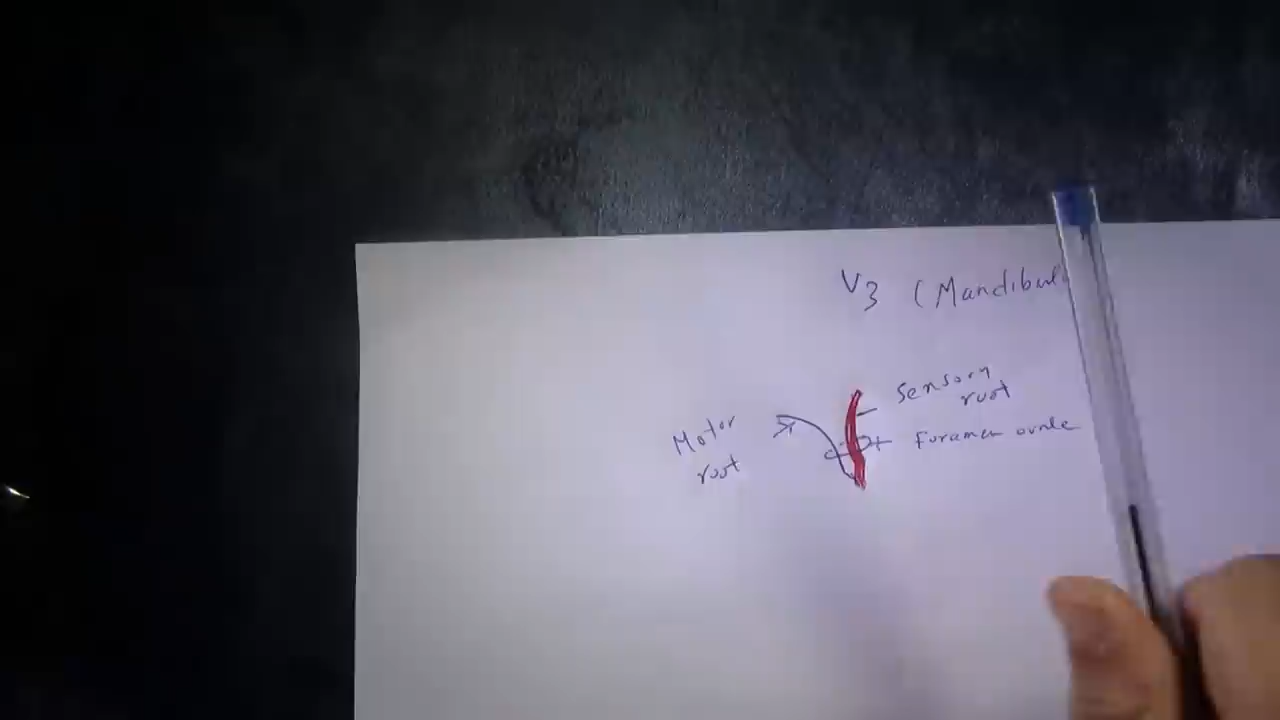 V3 (Mandibul
Sensory
root
Motor
root
Foramen ovale